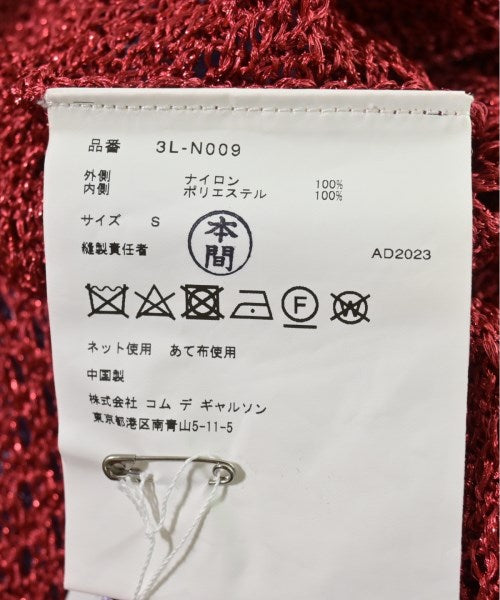 品番 3L-N009
外側 ナイロン 100%
内側 ポリエステル 100%
サイズ S
縫製責任者 本間 AD2023
F W
ネット使用 あて布使用
中国製
株式会社 コム デ ギャルソン
東京都港区南青山5-11-5